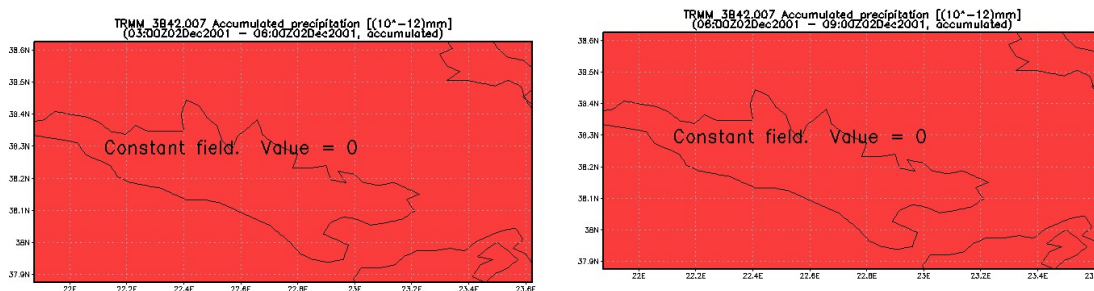 TRMM_3B42.007 Accumulated precipitation [(10^-12)mm]
(03:00Z02Dec2001 - 06:00Z02Dec2001, accumulated)
38.6N
38.5N
38.4N
38.3N
38.2N
38.1N
38N
37.9N
Constant field. Value = 0
22E 22.2E 22.4E 22.6E 22.8E 23E 23.2E 23.4E 23.6E
TRMM_3B42.007 Accumulated precipitation [(10^-12)mm]
(06:00Z02Dec2001 - 09:00Z02Dec2001, accumulated)
38.6N
38.5N
38.4N
38.3N
38.2N
38.1N
38N
37.9N
Constant field. Value = 0
22E 22.2E 22.4E 22.6E 22.8E 23E 23.2E 23.4E